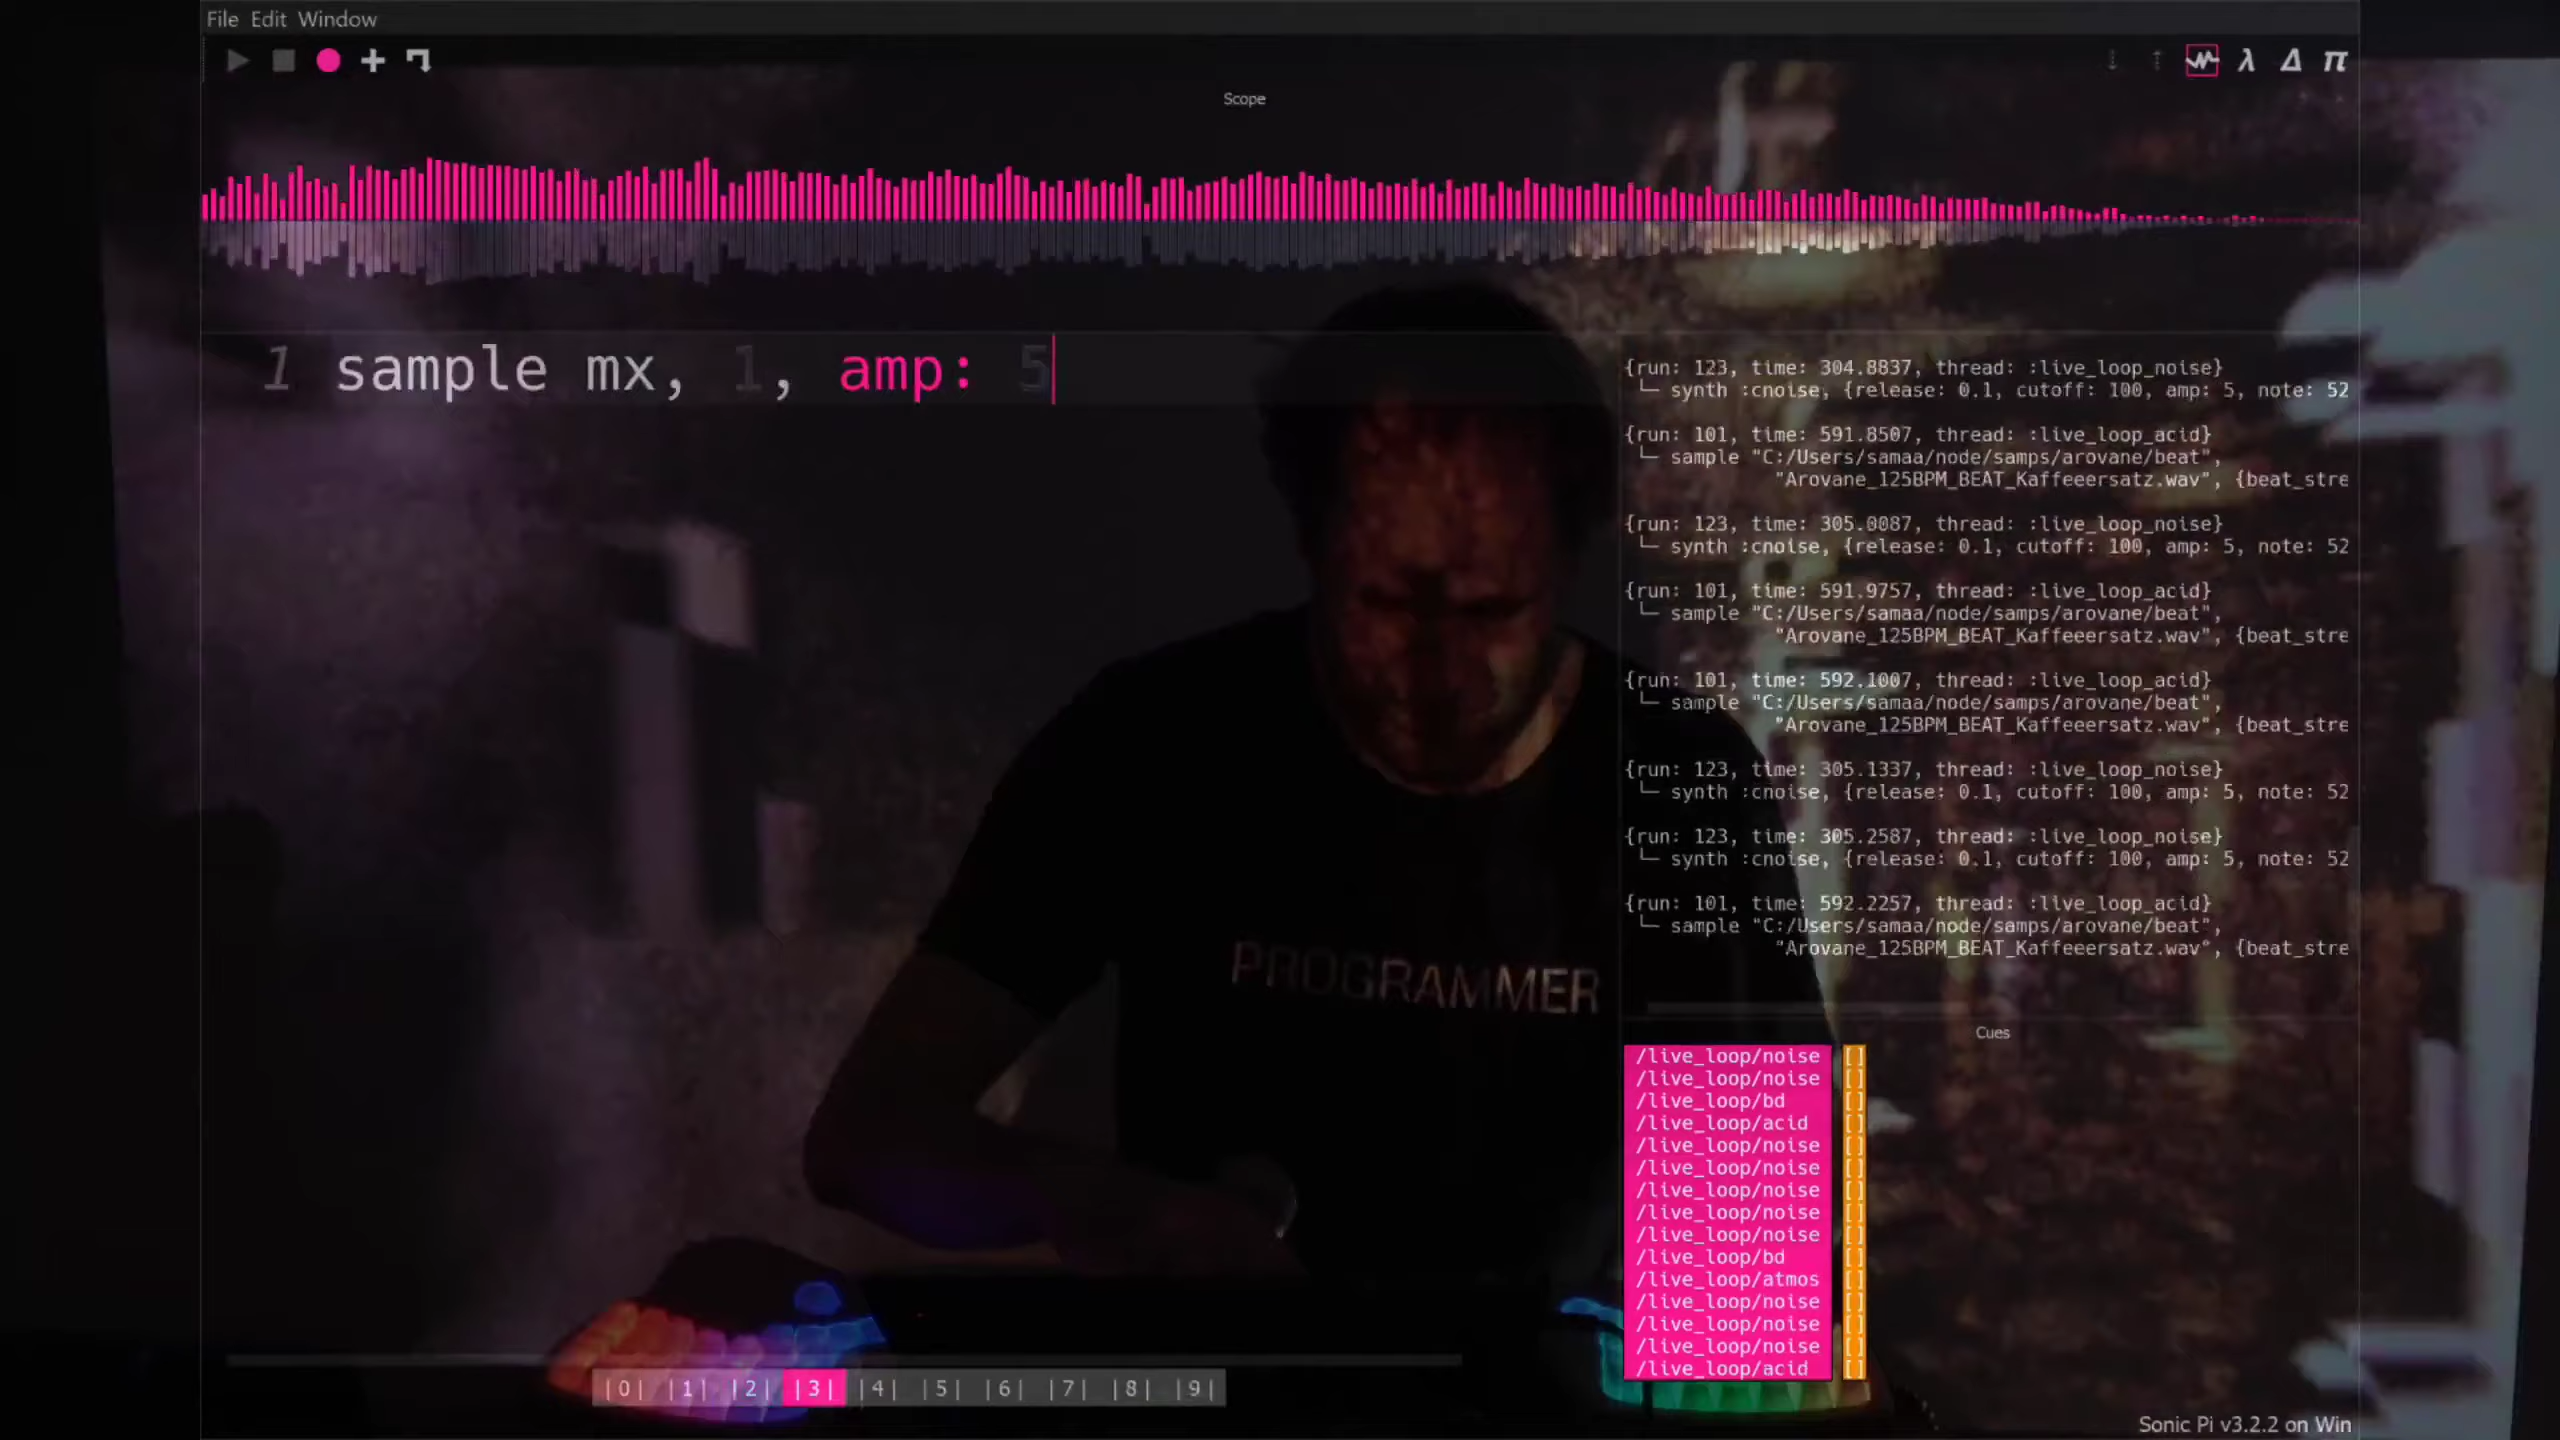 File Edit Window
λ Δ π
Scope
1 sample mx, 1, amp: 5
{run: 123, time: 304.8837, thread: :live_loop_noise}
└─ synth :cnoise, {release: 0.1, cutoff: 100, amp: 5, note: 52
{run: 101, time: 591.8507, thread: :live_loop_acid}
└─ sample "C:/Users/samaa/node/samps/arovane/beat",
"Arovane_125BPM_BEAT_Kaffeeersatz.wav", {beat_stre
{run: 123, time: 305.0087, thread: :live_loop_noise}
└─ synth :cnoise, {release: 0.1, cutoff: 100, amp: 5, note: 52
{run: 101, time: 591.9757, thread: :live_loop_acid}
└─ sample "C:/Users/samaa/node/samps/arovane/beat",
"Arovane_125BPM_BEAT_Kaffeeersatz.wav", {beat_stre
{run: 101, time: 592.1007, thread: :live_loop_acid}
└─ sample "C:/Users/samaa/node/samps/arovane/beat",
"Arovane_125BPM_BEAT_Kaffeeersatz.wav", {beat_stre
{run: 123, time: 305.1337, thread: :live_loop_noise}
└─ synth :cnoise, {release: 0.1, cutoff: 100, amp: 5, note: 52
{run: 123, time: 305.2587, thread: :live_loop_noise}
└─ synth :cnoise, {release: 0.1, cutoff: 100, amp: 5, note: 52
{run: 101, time: 592.2257, thread: :live_loop_acid}
└─ sample "C:/Users/samaa/node/samps/arovane/beat",
"Arovane_125BPM_BEAT_Kaffeeersatz.wav", {beat_stre
PROGRAMMER
Cues
/live_loop/noise []
/live_loop/noise []
/live_loop/bd []
/live_loop/acid []
/live_loop/noise []
/live_loop/noise []
/live_loop/noise []
/live_loop/noise []
/live_loop/noise []
/live_loop/bd []
/live_loop/atmos []
/live_loop/noise []
/live_loop/noise []
/live_loop/noise []
/live_loop/acid []
|0| |1| |2| |3| |4| |5| |6| |7| |8| |9|
Sonic Pi v3.2.2 on Win